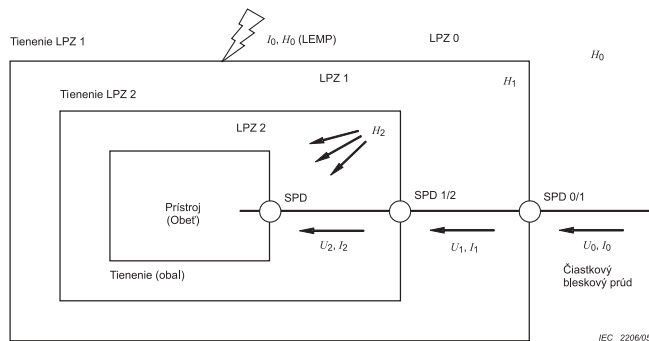 Tienenie LPZ 1
I0, H0 (LEMP)
LPZ 0
H0
LPZ 1
H1
Tienenie LPZ 2
LPZ 2
H2
Prístroj
(Obeť)
SPD
SPD 1/2
SPD 0/1
U2, I2
U1, I1
U0, I0
Tienenie (obal)
Čiastkový
bleskový prúd
IEC 2206/05